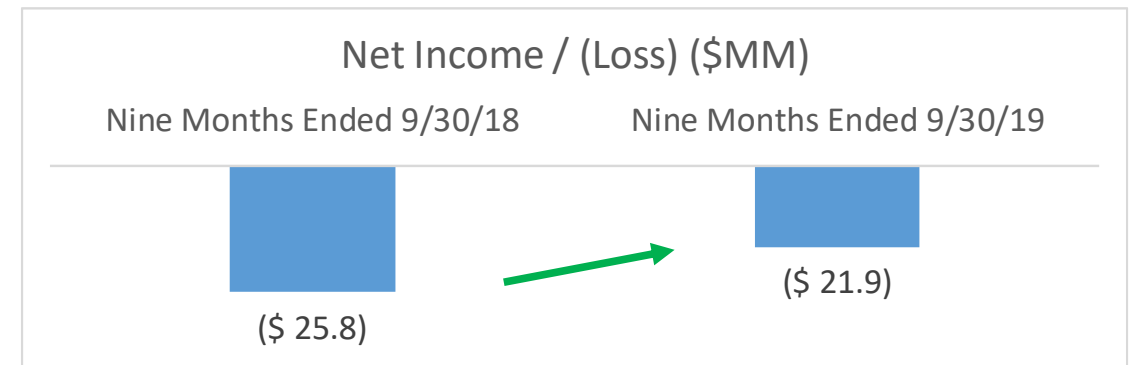 Net Income / (Loss) ($MM)
Nine Months Ended 9/30/18 Nine Months Ended 9/30/19
($ 25.8)
($ 21.9)